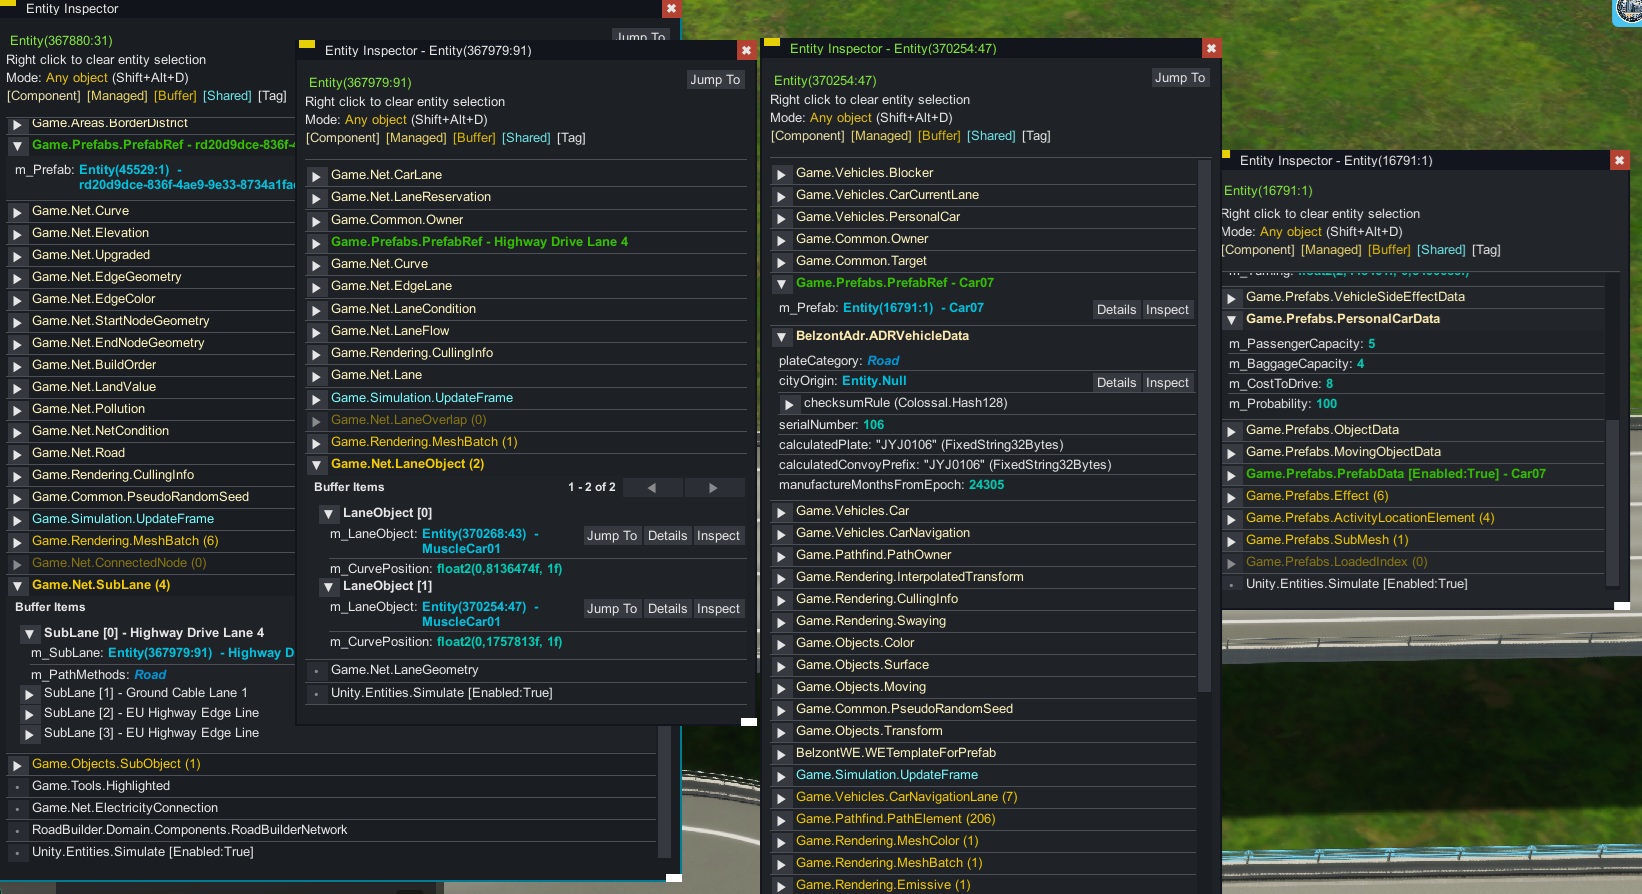 Entity Inspector
Entity(367880:31)
Jump To
Right click to clear entity selection
Mode: Any object (Shift+Alt+D)
[Component] [Managed] [Buffer] [Shared] [Tag]
Game.Areas.BorderDistrict
Game.Prefabs.PrefabRef - rd20d9dce-836f-4
m_Prefab: Entity(45529:1) -
rd20d9dce-836f-4ae9-9e33-8734a1fa
Game.Net.Curve
Game.Net.Elevation
Game.Net.Upgraded
Game.Net.EdgeGeometry
Game.Net.EdgeColor
Game.Net.StartNodeGeometry
Game.Net.EndNodeGeometry
Game.Net.BuildOrder
Game.Net.LandValue
Game.Net.Pollution
Game.Net.NetCondition
Game.Net.Road
Game.Rendering.CullingInfo
Game.Common.PseudoRandomSeed
Game.Simulation.UpdateFrame
Game.Rendering.MeshBatch (6)
Game.Net.ConnectedNode (0)
Game.Net.SubLane (4)
Buffer Items
SubLane [0] - Highway Drive Lane 4
m_SubLane: Entity(367979:91) - Highway D
m_PathMethods: Road
SubLane [1] - Ground Cable Lane 1
SubLane [2] - EU Highway Edge Line
SubLane [3] - EU Highway Edge Line
Game.Objects.SubObject (1)
Game.Tools.Highlighted
Game.Net.ElectricityConnection
RoadBuilder.Domain.Components.RoadBuilderNetwork
Unity.Entities.Simulate [Enabled:True]
Entity Inspector - Entity(367979:91)
Entity(367979:91)
Jump To
Right click to clear entity selection
Mode: Any object (Shift+Alt+D)
[Component] [Managed] [Buffer] [Shared] [Tag]
Game.Net.CarLane
Game.Net.LaneReservation
Game.Common.Owner
Game.Prefabs.PrefabRef - Highway Drive Lane 4
Game.Net.Curve
Game.Net.EdgeLane
Game.Net.LaneCondition
Game.Net.LaneFlow
Game.Rendering.CullingInfo
Game.Net.Lane
Game.Simulation.UpdateFrame
Game.Net.LaneOverlap (0)
Game.Rendering.MeshBatch (1)
Game.Net.LaneObject (2)
Buffer Items 1 - 2 of 2
LaneObject [0]
m_LaneObject: Entity(370268:43) - MuscleCar01 Jump To Details Inspect
m_CurvePosition: float2(0,8136474f, 1f)
LaneObject [1]
m_LaneObject: Entity(370254:47) - MuscleCar01 Jump To Details Inspect
m_CurvePosition: float2(0,1757813f, 1f)
Game.Net.LaneGeometry
Unity.Entities.Simulate [Enabled:True]
Entity Inspector - Entity(370254:47)
Entity(370254:47)
Jump To
Right click to clear entity selection
Mode: Any object (Shift+Alt+D)
[Component] [Managed] [Buffer] [Shared] [Tag]
Game.Vehicles.Blocker
Game.Vehicles.CarCurrentLane
Game.Vehicles.PersonalCar
Game.Common.Owner
Game.Common.Target
Game.Prefabs.PrefabRef - Car07
m_Prefab: Entity(16791:1) - Car07 Details Inspect
BelzontAdr.ADRVehicleData
plateCategory: Road
cityOrigin: Entity.Null Details Inspect
checksumRule (Colossal.Hash128)
serialNumber: 106
calculatedPlate: "JYJ0106" (FixedString32Bytes)
calculatedConvoyPrefix: "JYJ0106" (FixedString32Bytes)
manufactureMonthsFromEpoch: 24305
Game.Vehicles.Car
Game.Vehicles.CarNavigation
Game.Pathfind.PathOwner
Game.Rendering.InterpolatedTransform
Game.Rendering.CullingInfo
Game.Rendering.Swaying
Game.Objects.Color
Game.Objects.Surface
Game.Objects.Moving
Game.Common.PseudoRandomSeed
Game.Objects.Transform
BelzontWE.WETemplateForPrefab
Game.Simulation.UpdateFrame
Game.Vehicles.CarNavigationLane (7)
Game.Pathfind.PathElement (206)
Game.Rendering.MeshColor (1)
Game.Rendering.MeshBatch (1)
Game.Rendering.Emissive (1)
Entity Inspector - Entity(16791:1)
Entity(16791:1)
Right click to clear entity selection
Mode: Any object (Shift+Alt+D)
[Component] [Managed] [Buffer] [Shared] [Tag]
Game.Prefabs.VehicleSideEffectData
Game.Prefabs.PersonalCarData
m_PassengerCapacity: 5
m_BaggageCapacity: 4
m_CostToDrive: 8
m_Probability: 100
Game.Prefabs.ObjectData
Game.Prefabs.MovingObjectData
Game.Prefabs.PrefabData [Enabled:True] - Car07
Game.Prefabs.Effect (6)
Game.Prefabs.ActivityLocationElement (4)
Game.Prefabs.SubMesh (1)
Game.Prefabs.LoadedIndex (0)
Unity.Entities.Simulate [Enabled:True]